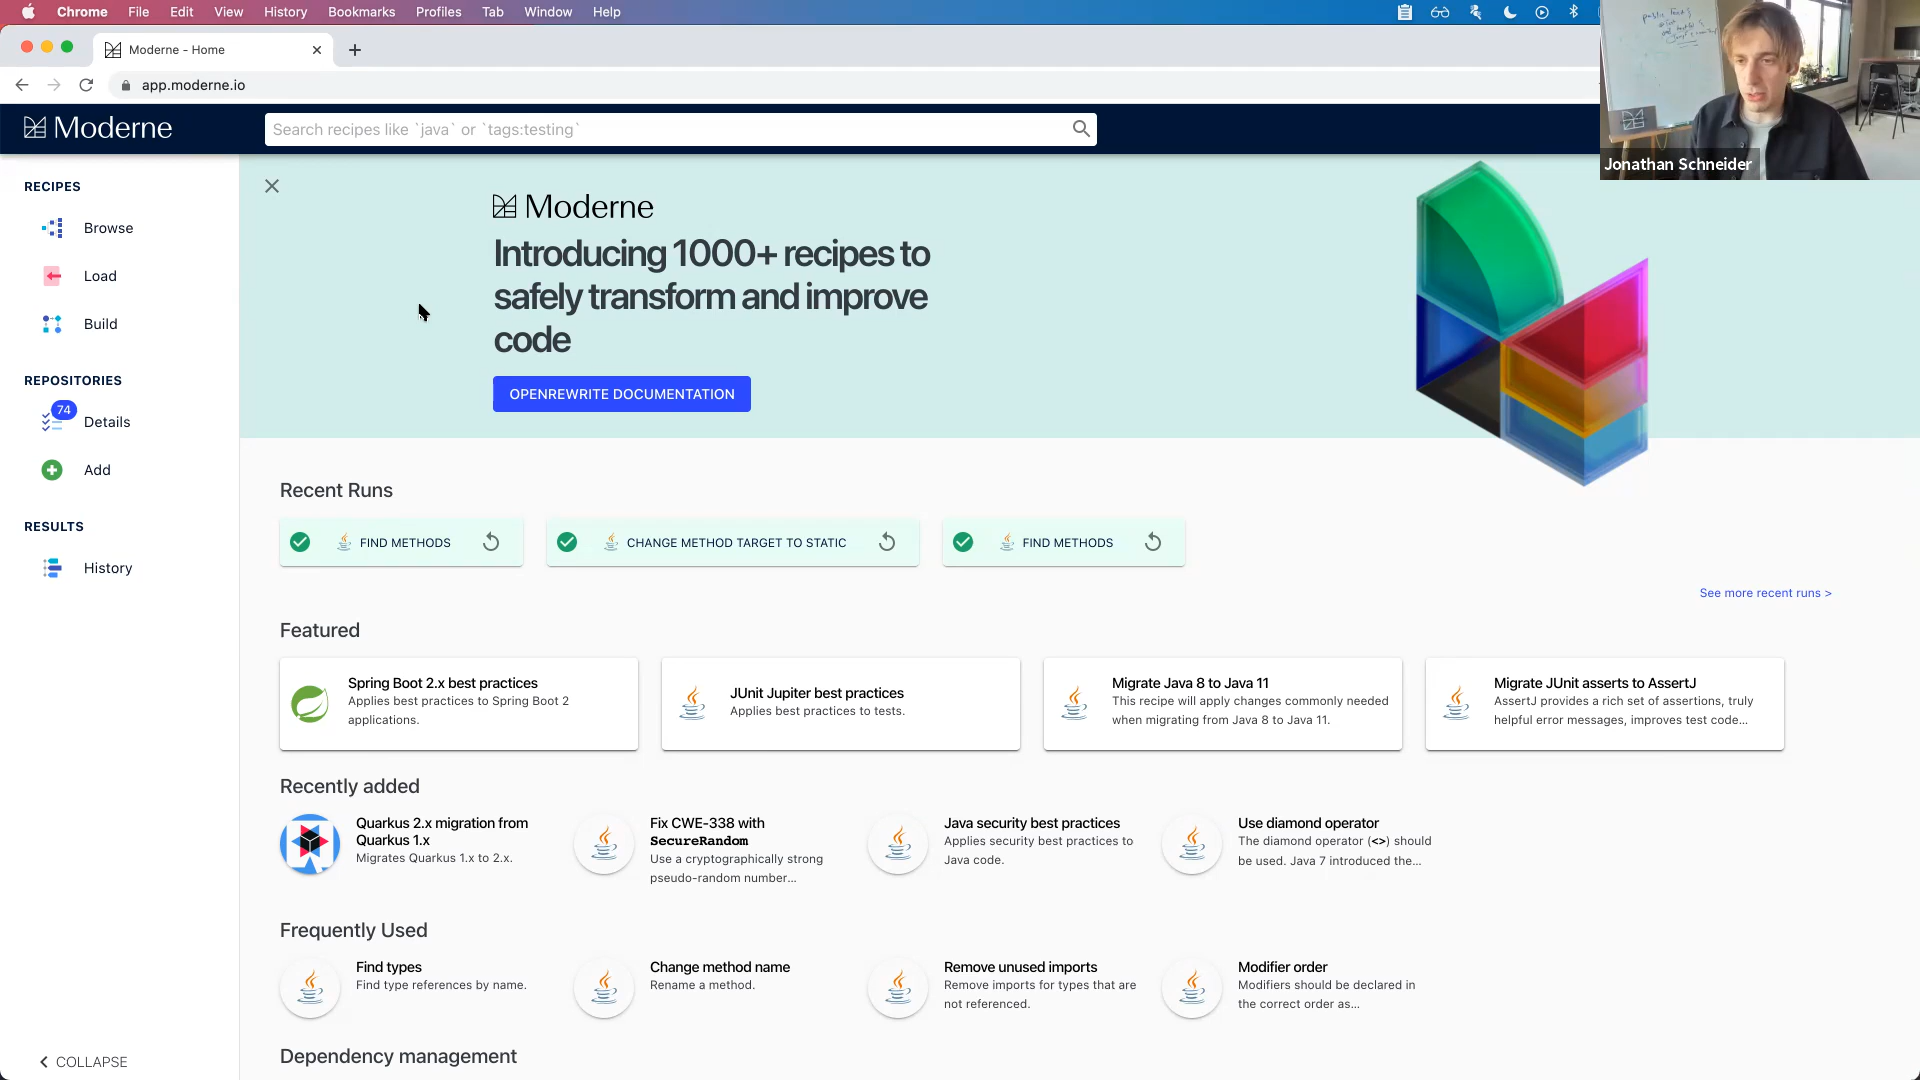 Chrome File Edit View History Bookmarks Profiles Tab Window Help
Moderne - Home
app.moderne.io
Moderne
Search recipes like `java` or `tags:testing`
Jonathan Schneider
RECIPES
Browse
Load
Build
REPOSITORIES
74
Details
Add
RESULTS
History
COLLAPSE
Moderne
Introducing 1000+ recipes to
safely transform and improve
code
OPENREWRITE DOCUMENTATION
Recent Runs
FIND METHODS
CHANGE METHOD TARGET TO STATIC
FIND METHODS
See more recent runs >
Featured
Spring Boot 2.x best practices
Applies best practices to Spring Boot 2
applications.
JUnit Jupiter best practices
Applies best practices to tests.
Migrate Java 8 to Java 11
This recipe will apply changes commonly needed
when migrating from Java 8 to Java 11.
Migrate JUnit asserts to AssertJ
AssertJ provides a rich set of assertions, truly
helpful error messages, improves test code...
Recently added
Quarkus 2.x migration from
Quarkus 1.x
Migrates Quarkus 1.x to 2.x.
Fix CWE-338 with
SecureRandom
Use a cryptographically strong
pseudo-random number...
Java security best practices
Applies security best practices to
Java code.
Use diamond operator
The diamond operator (<>) should
be used. Java 7 introduced the...
Frequently Used
Find types
Find type references by name.
Change method name
Rename a method.
Remove unused imports
Remove imports for types that are
not referenced.
Modifier order
Modifiers should be declared in
the correct order as...
Dependency management